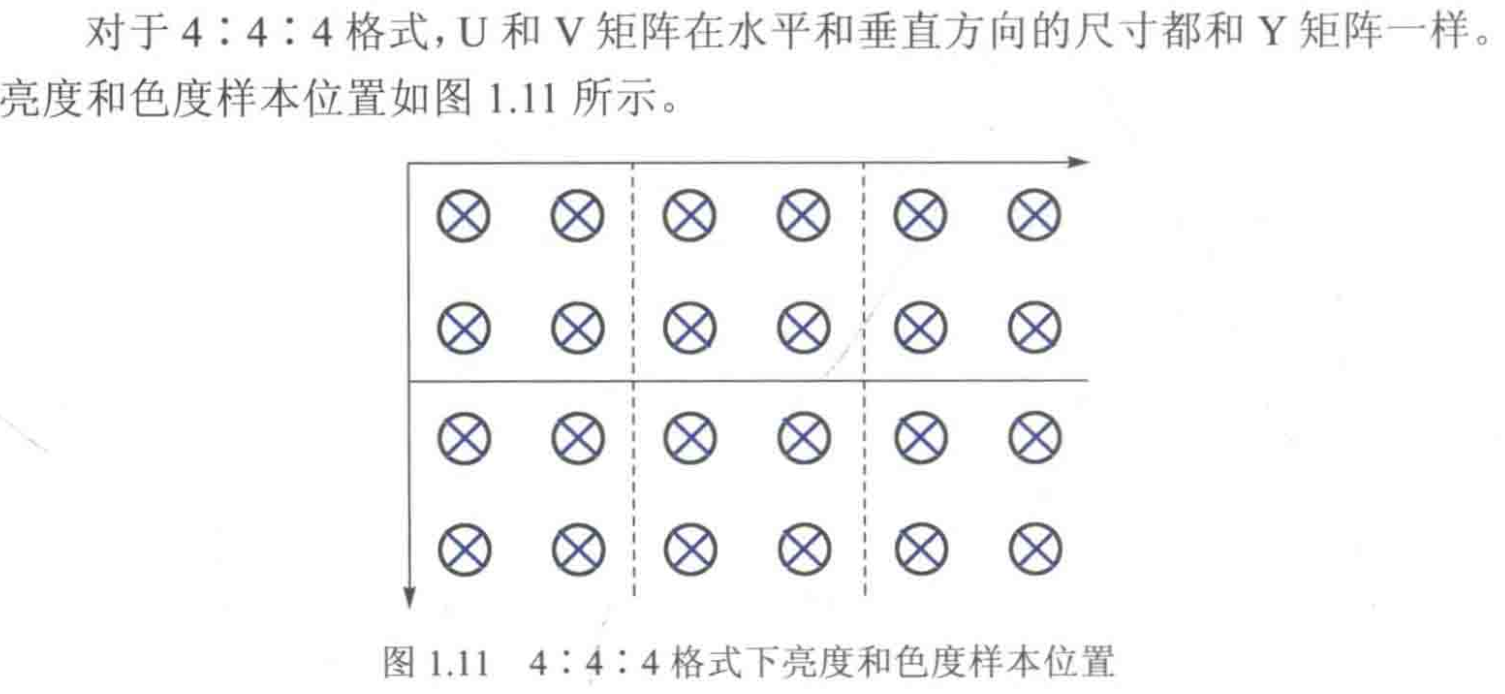 对于 4∶4∶4 格式，U 和 V 矩阵在水平和垂直方向的尺寸都和 Y 矩阵一样。
亮度和色度样本位置如图 1.11 所示。
图 1.11 4∶4∶4 格式下亮度和色度样本位置